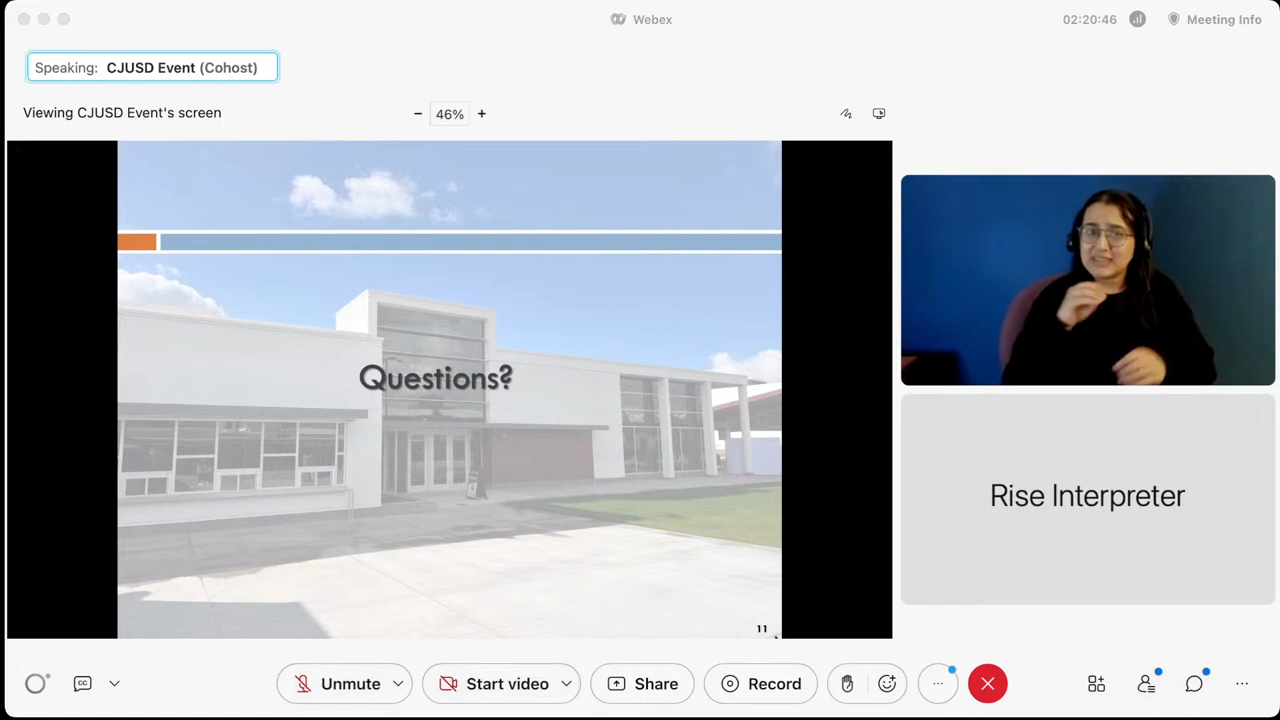 Webex
02:20:46
Meeting Info
Speaking: CJUSD Event (Cohost)
Viewing CJUSD Event's screen
− 46% +
Questions?
11
Rise Interpreter
CC
Unmute
Start video
Share
Record